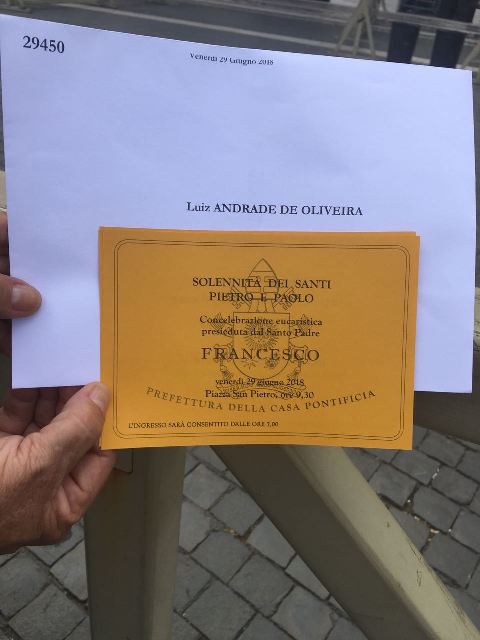 29450
Venerdì 29 Giugno 2018
Luiz ANDRADE DE OLIVEIRA
SOLENNITÀ DEI SANTI
PIETRO E PAOLO
Concelebrazione eucaristica
presieduta dal Santo Padre
FRANCESCO
venerdì 29 giugno 2018
Piazza San Pietro, ore 9,30
PREFETTURA DELLA CASA PONTIFICIA
L'INGRESSO SARÀ CONSENTITO DALLE ORE 7,00